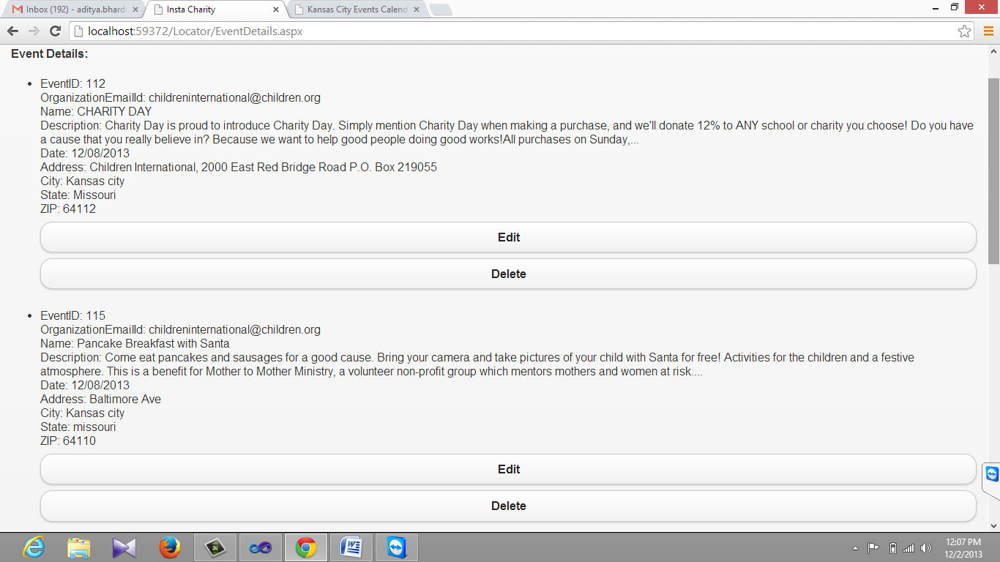 Inbox (192) - aditya.bhard
Insta Charity
Kansas City Events Calend
localhost:59372/Locator/EventDetails.aspx
Event Details:
EventID: 112
OrganizationEmailId: childreninternational@children.org
Name: CHARITY DAY
Description: Charity Day is proud to introduce Charity Day. Simply mention Charity Day when making a purchase, and we'll donate 12% to ANY school or charity you choose! Do you have
a cause that you really believe in? Because we want to help good people doing good works!All purchases on Sunday,...
Date: 12/08/2013
Address: Children International, 2000 East Red Bridge Road P.O. Box 219055
City: Kansas city
State: Missouri
ZIP: 64112
Edit
Delete
EventID: 115
OrganizationEmailId: childreninternational@children.org
Name: Pancake Breakfast with Santa
Description: Come eat pancakes and sausages for a good cause. Bring your camera and take pictures of your child with Santa for free! Activities for the children and a festive
atmosphere. This is a benefit for Mother to Mother Ministry, a volunteer non-profit group which mentors mothers and women at risk....
Date: 12/08/2013
Address: Baltimore Ave
City: Kansas city
State: missouri
ZIP: 64110
Edit
Delete
12:07 PM
12/2/2013